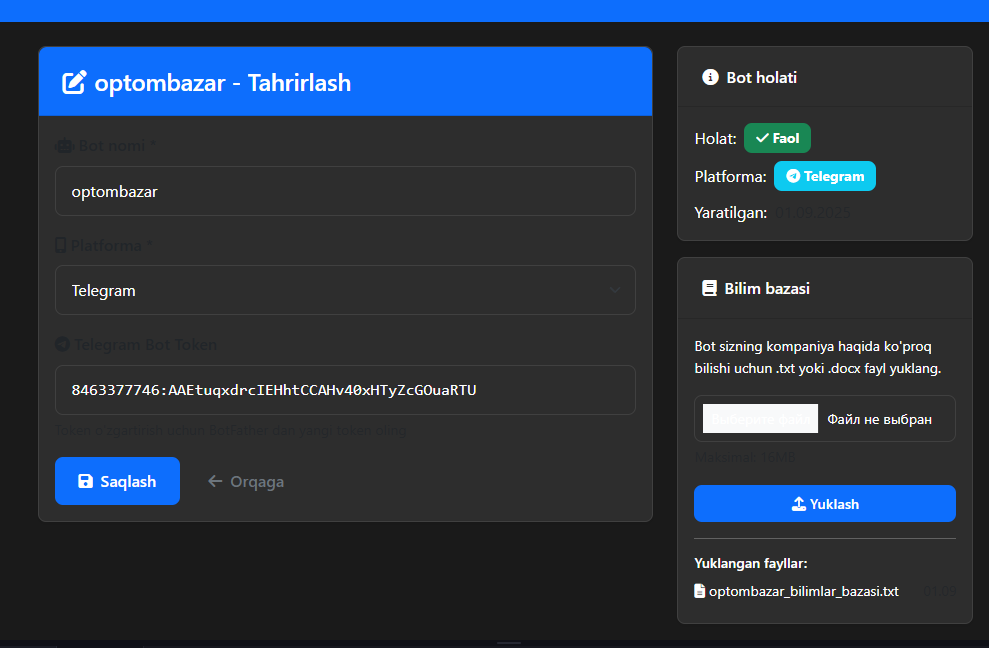 optombazar - Tahrirlash
Bot nomi *
optombazar
Platforma *
Telegram
Telegram Bot Token
8463377746:AAEtuqxdrcIEHhtCCAHv40xHTyZcGOuaRTU
Token o'zgartirish uchun BotFather dan yangi token oling
Saqlash
Orqaga
Bot holati
Holat: Faol
Platforma: Telegram
Yaratilgan: 01.09.2025
Bilim bazasi
Bot sizning kompaniya haqida ko'proq
bilishi uchun .txt yoki .docx fayl yuklang.
Выберите файл Файл не выбран
Maksimal: 16MB
Yuklash
Yuklangan fayllar:
optombazar_bilimlar_bazasi.txt 01.09